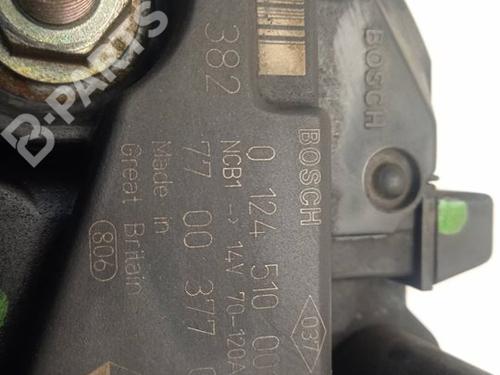 B-PARTS
382
BOSCH
BOSCH
0 124 510 00
NCB1 -> 14V 70-120A
77 00 377 0
Made in
Great Britain
806
037